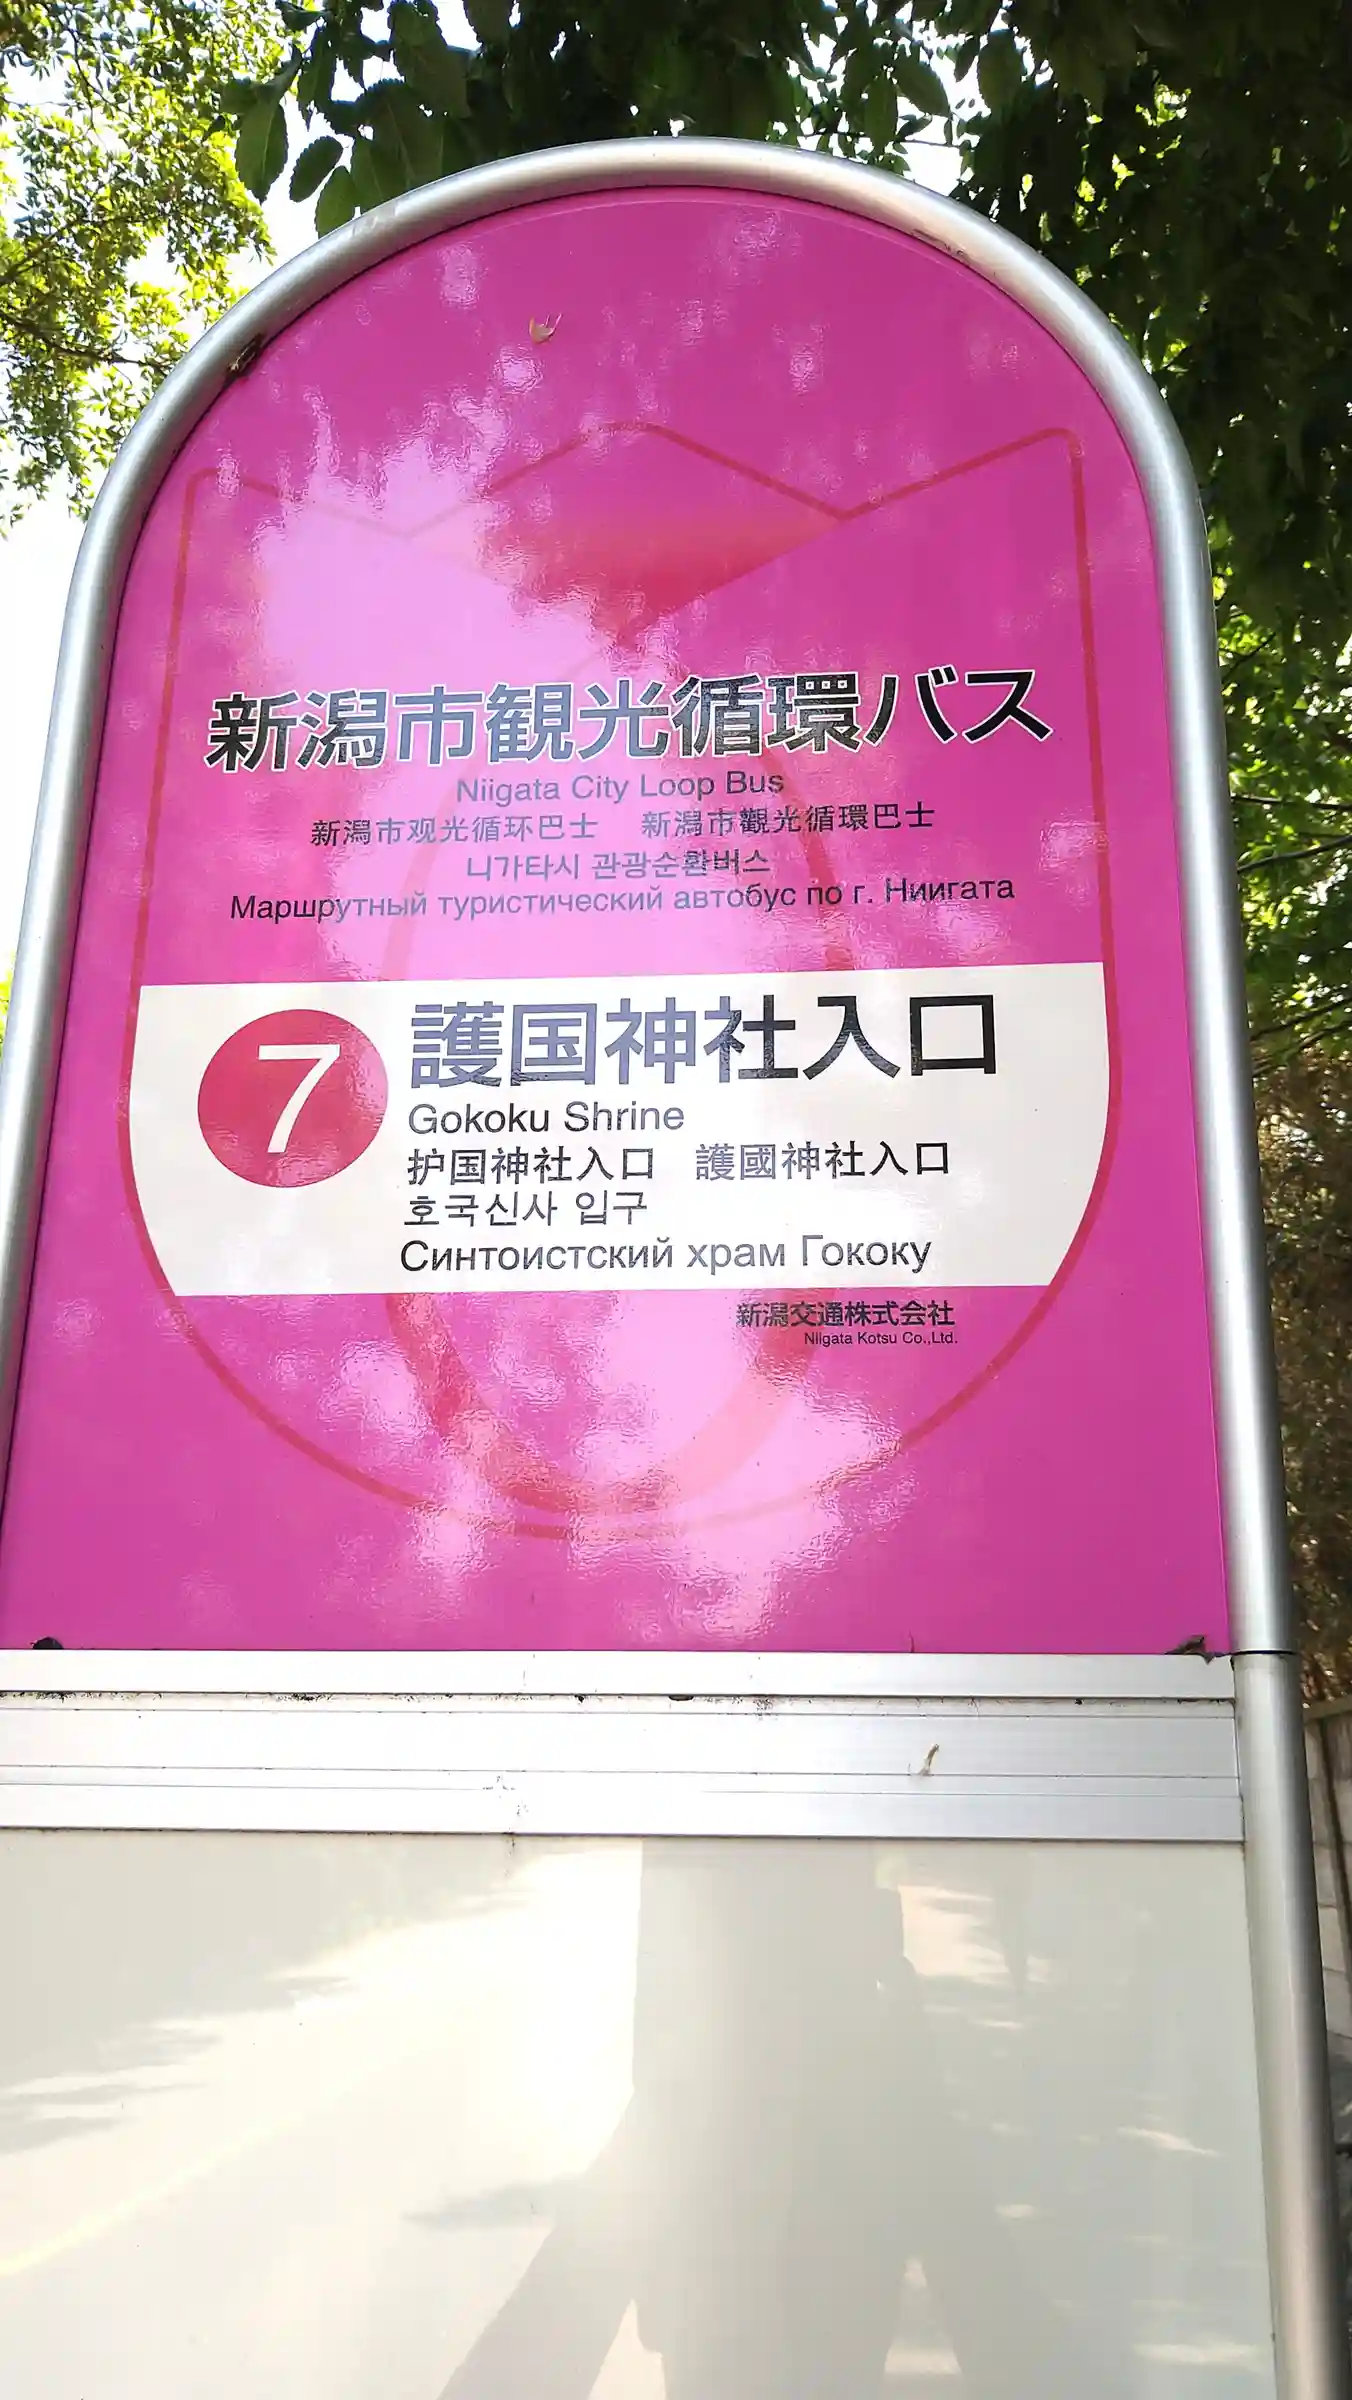 新潟市観光循環バス
Niigata City Loop Bus
新潟市观光循环巴士 新潟市觀光循環巴士
니가타시 관광순환버스
Маршрутный туристический автобус по г. Ниигата
7
護国神社入口
Gokoku Shrine
护国神社入口 護國神社入口
호국신사 입구
Синтоистский храм Гококу
新潟交通株式会社
Niigata Kotsu Co.,Ltd.